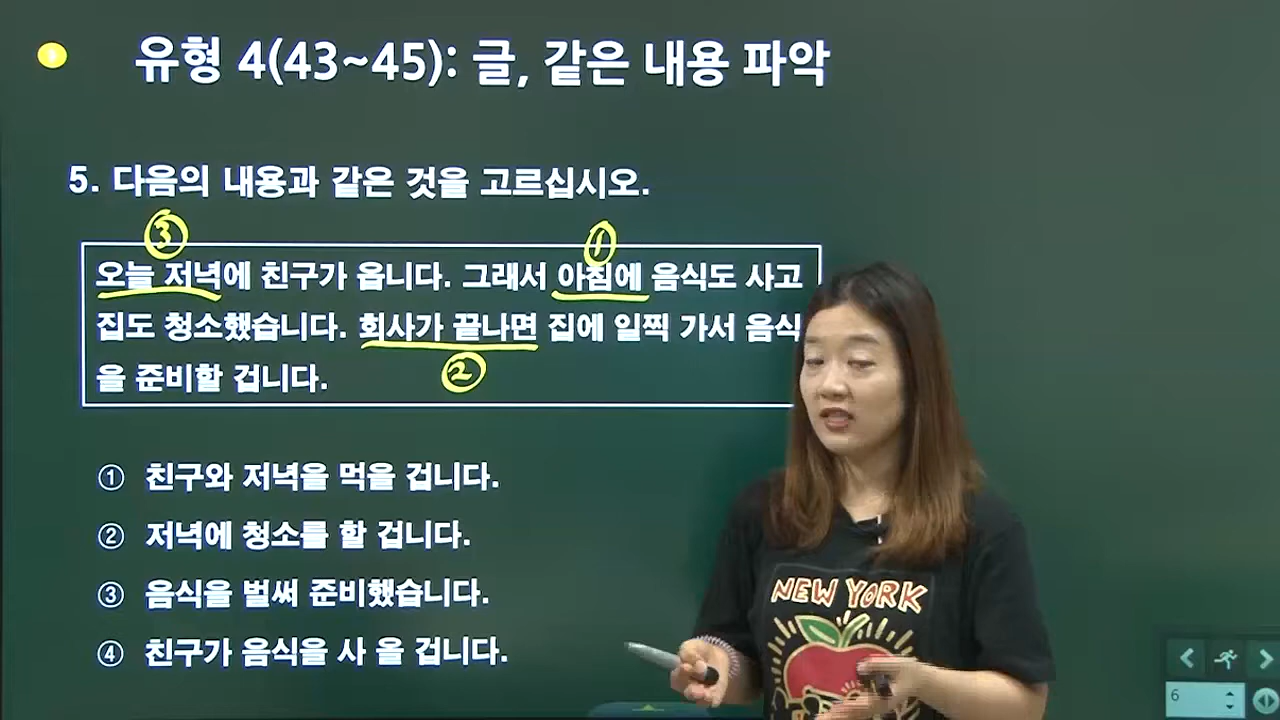 유형 4(43~45): 글, 같은 내용 파악
5. 다음의 내용과 같은 것을 고르십시오.
③ ①
오늘 저녁에 친구가 옵니다. 그래서 아침에 음식도 사고
집도 청소했습니다. 회사가 끝나면 집에 일찍 가서 음식
을 준비할 겁니다.
②
① 친구와 저녁을 먹을 겁니다.
② 저녁에 청소를 할 겁니다.
③ 음식을 벌써 준비했습니다.
④ 친구가 음식을 사 올 겁니다.
NEW YORK
6